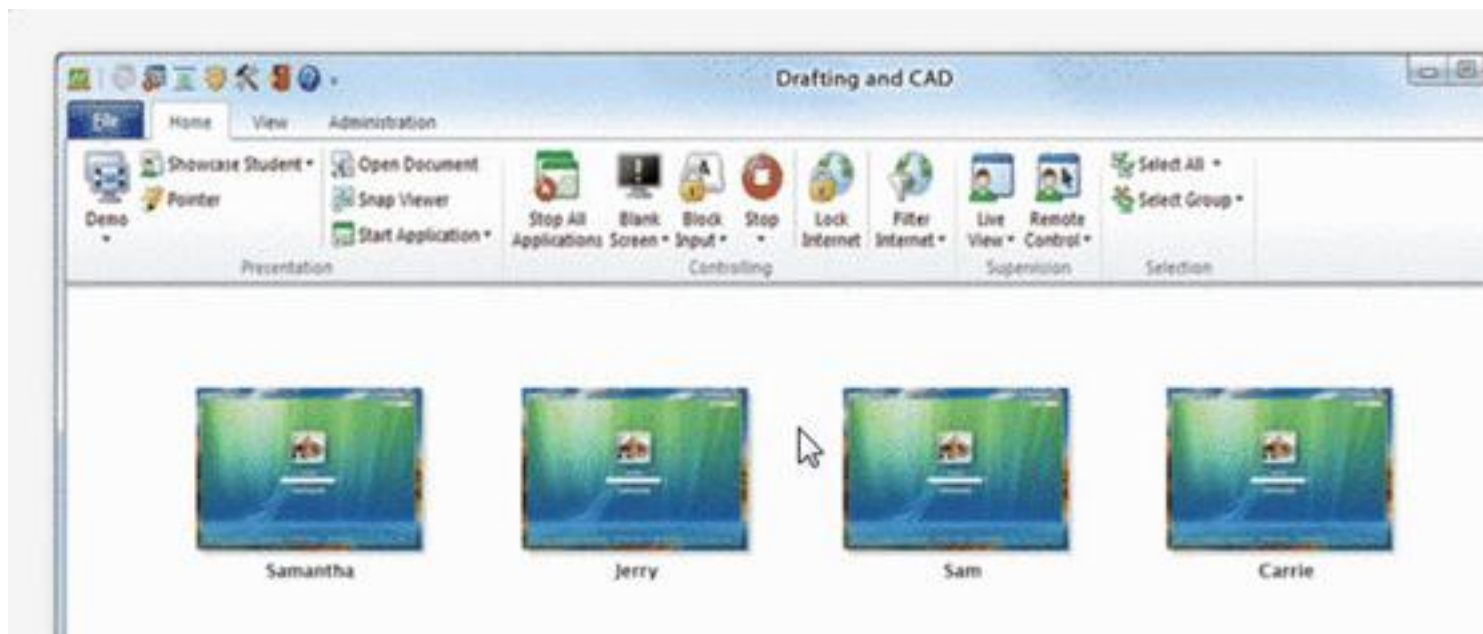 Drafting and CAD
File Home View Administration
Demo
Showcase Student
Pointer
Open Document
Snap Viewer
Start Application
Presentation
Stop All
Applications
Blank
Screen
Block
Input
Stop
Lock
Internet
Filter
Internet
Controlling
Live
View
Remote
Control
Supervision
Select All
Select Group
Selection
Samantha Jerry Sam Carrie